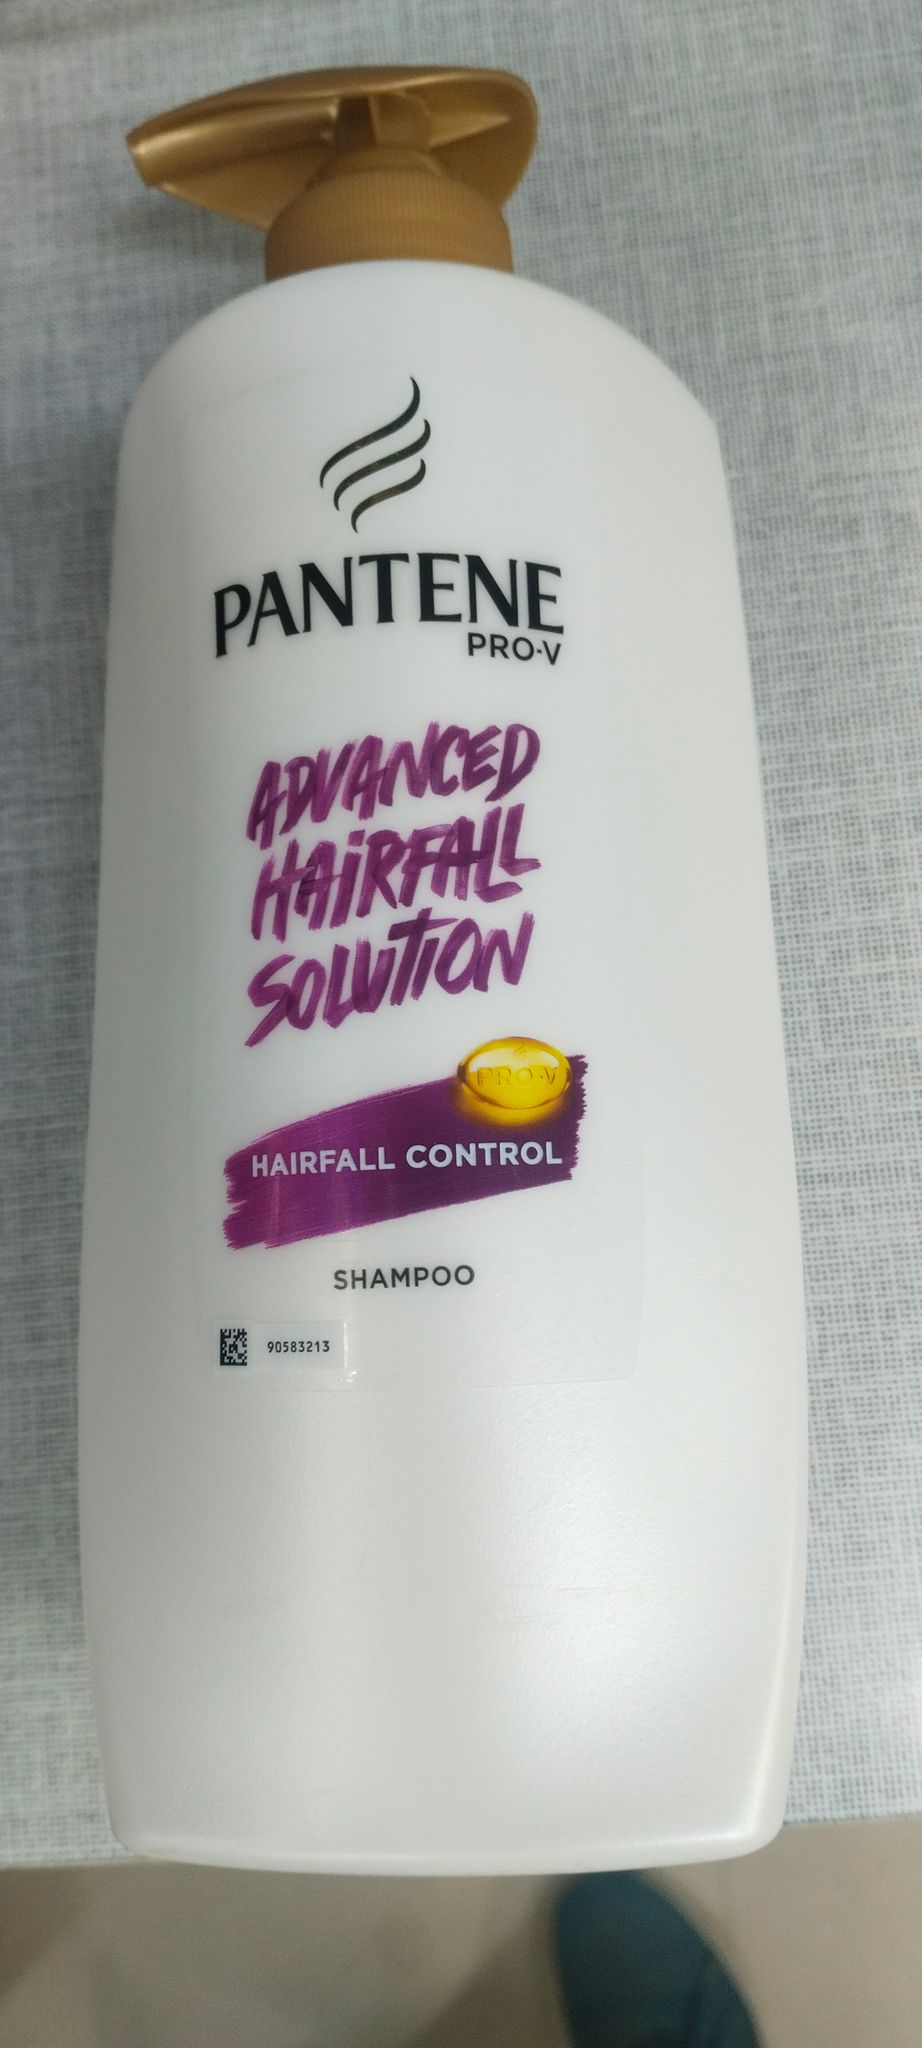 PANTENE
PRO-V
ADVANCED
HAIRFALL
SOLUTION
PRO-V
HAIRFALL CONTROL
SHAMPOO
90583213